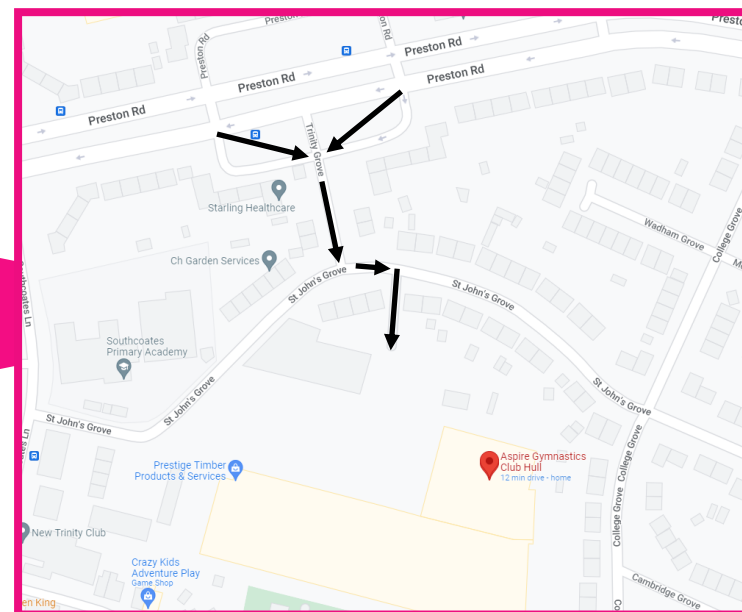 Preston
Preston Rd
Preston Rd
Preston Rd
Preston Rd
Preston Rd
Trinity Grove
Starling Healthcare
Wadham Grove
College Grove
Ch Garden Services
St John's Grove
St John's Grove
Southcoates
Primary Academy
St John's Grove
St John's Grove
St John's Grove
Prestige Timber
Products & Services
Aspire Gymnastics
Club Hull
12 min drive - home
College Grove
College Grove
New Trinity Club
Crazy Kids
Adventure Play
Game Shop
Cambridge Grove